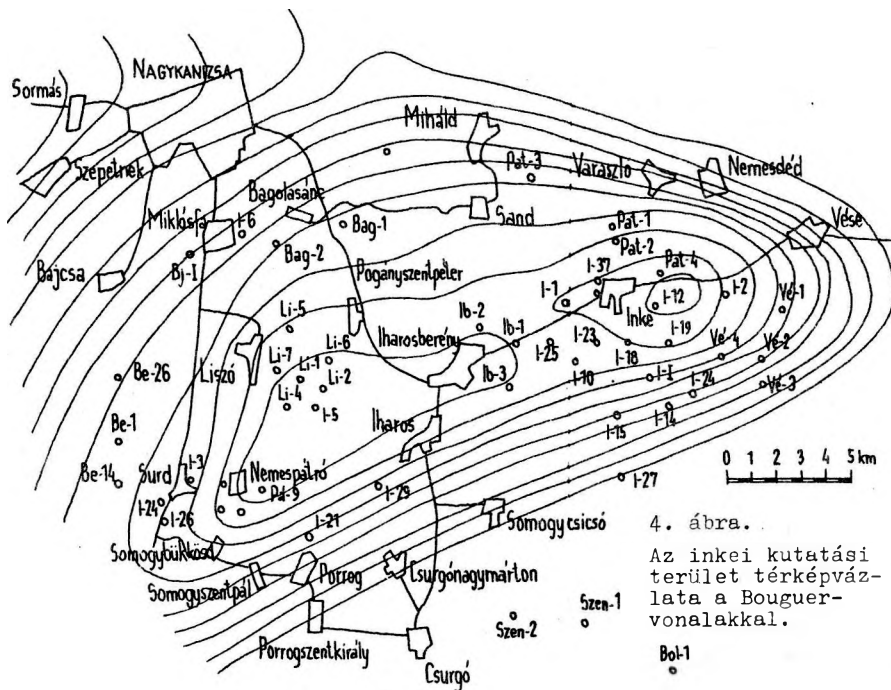 NAGYKANIZSA
Sormás
Miháld
Szepetnek
Pat-3
Varaszló
Nemesdéd
Bagolasánc
Miklósfa
I-6
Bag-1
Sand
Pat-1
Vése
Bag-2
Pat-2
Bajcsa
Bj-I
Pogányszentpéter
I-37
Pat-4
I-1
I-12
I-2
Inke
Vé-1
Li-5
Ib-2
Ib-1
I-23
I-19
Li-6
Li-7
Li-1
I-25
I-18
Vé-4
Vé-2
Liszó
Iharosberény
Be-26
Li-2
Ib-3
I-10
I-I
I-24
Vé-3
Li-4
I-5
Iharos
I-15
I-14
Be-1
0 1 2 3 4 5 km
Be-14
Surd
I-3
Nemespátró
I-27
Pá-9
I-29
I-24
I-26
I-21
Somogycsicsó
Somogybükkösd
Porrog
Csurgónagymárton
Somogyszentpál
Szen-1
Szen-2
Porrogszentkirály
Csurgó
Bol-1
4. ábra.
Az inkei kutatási
terület térképváz-
lata a Bouguer-
vonalakkal.